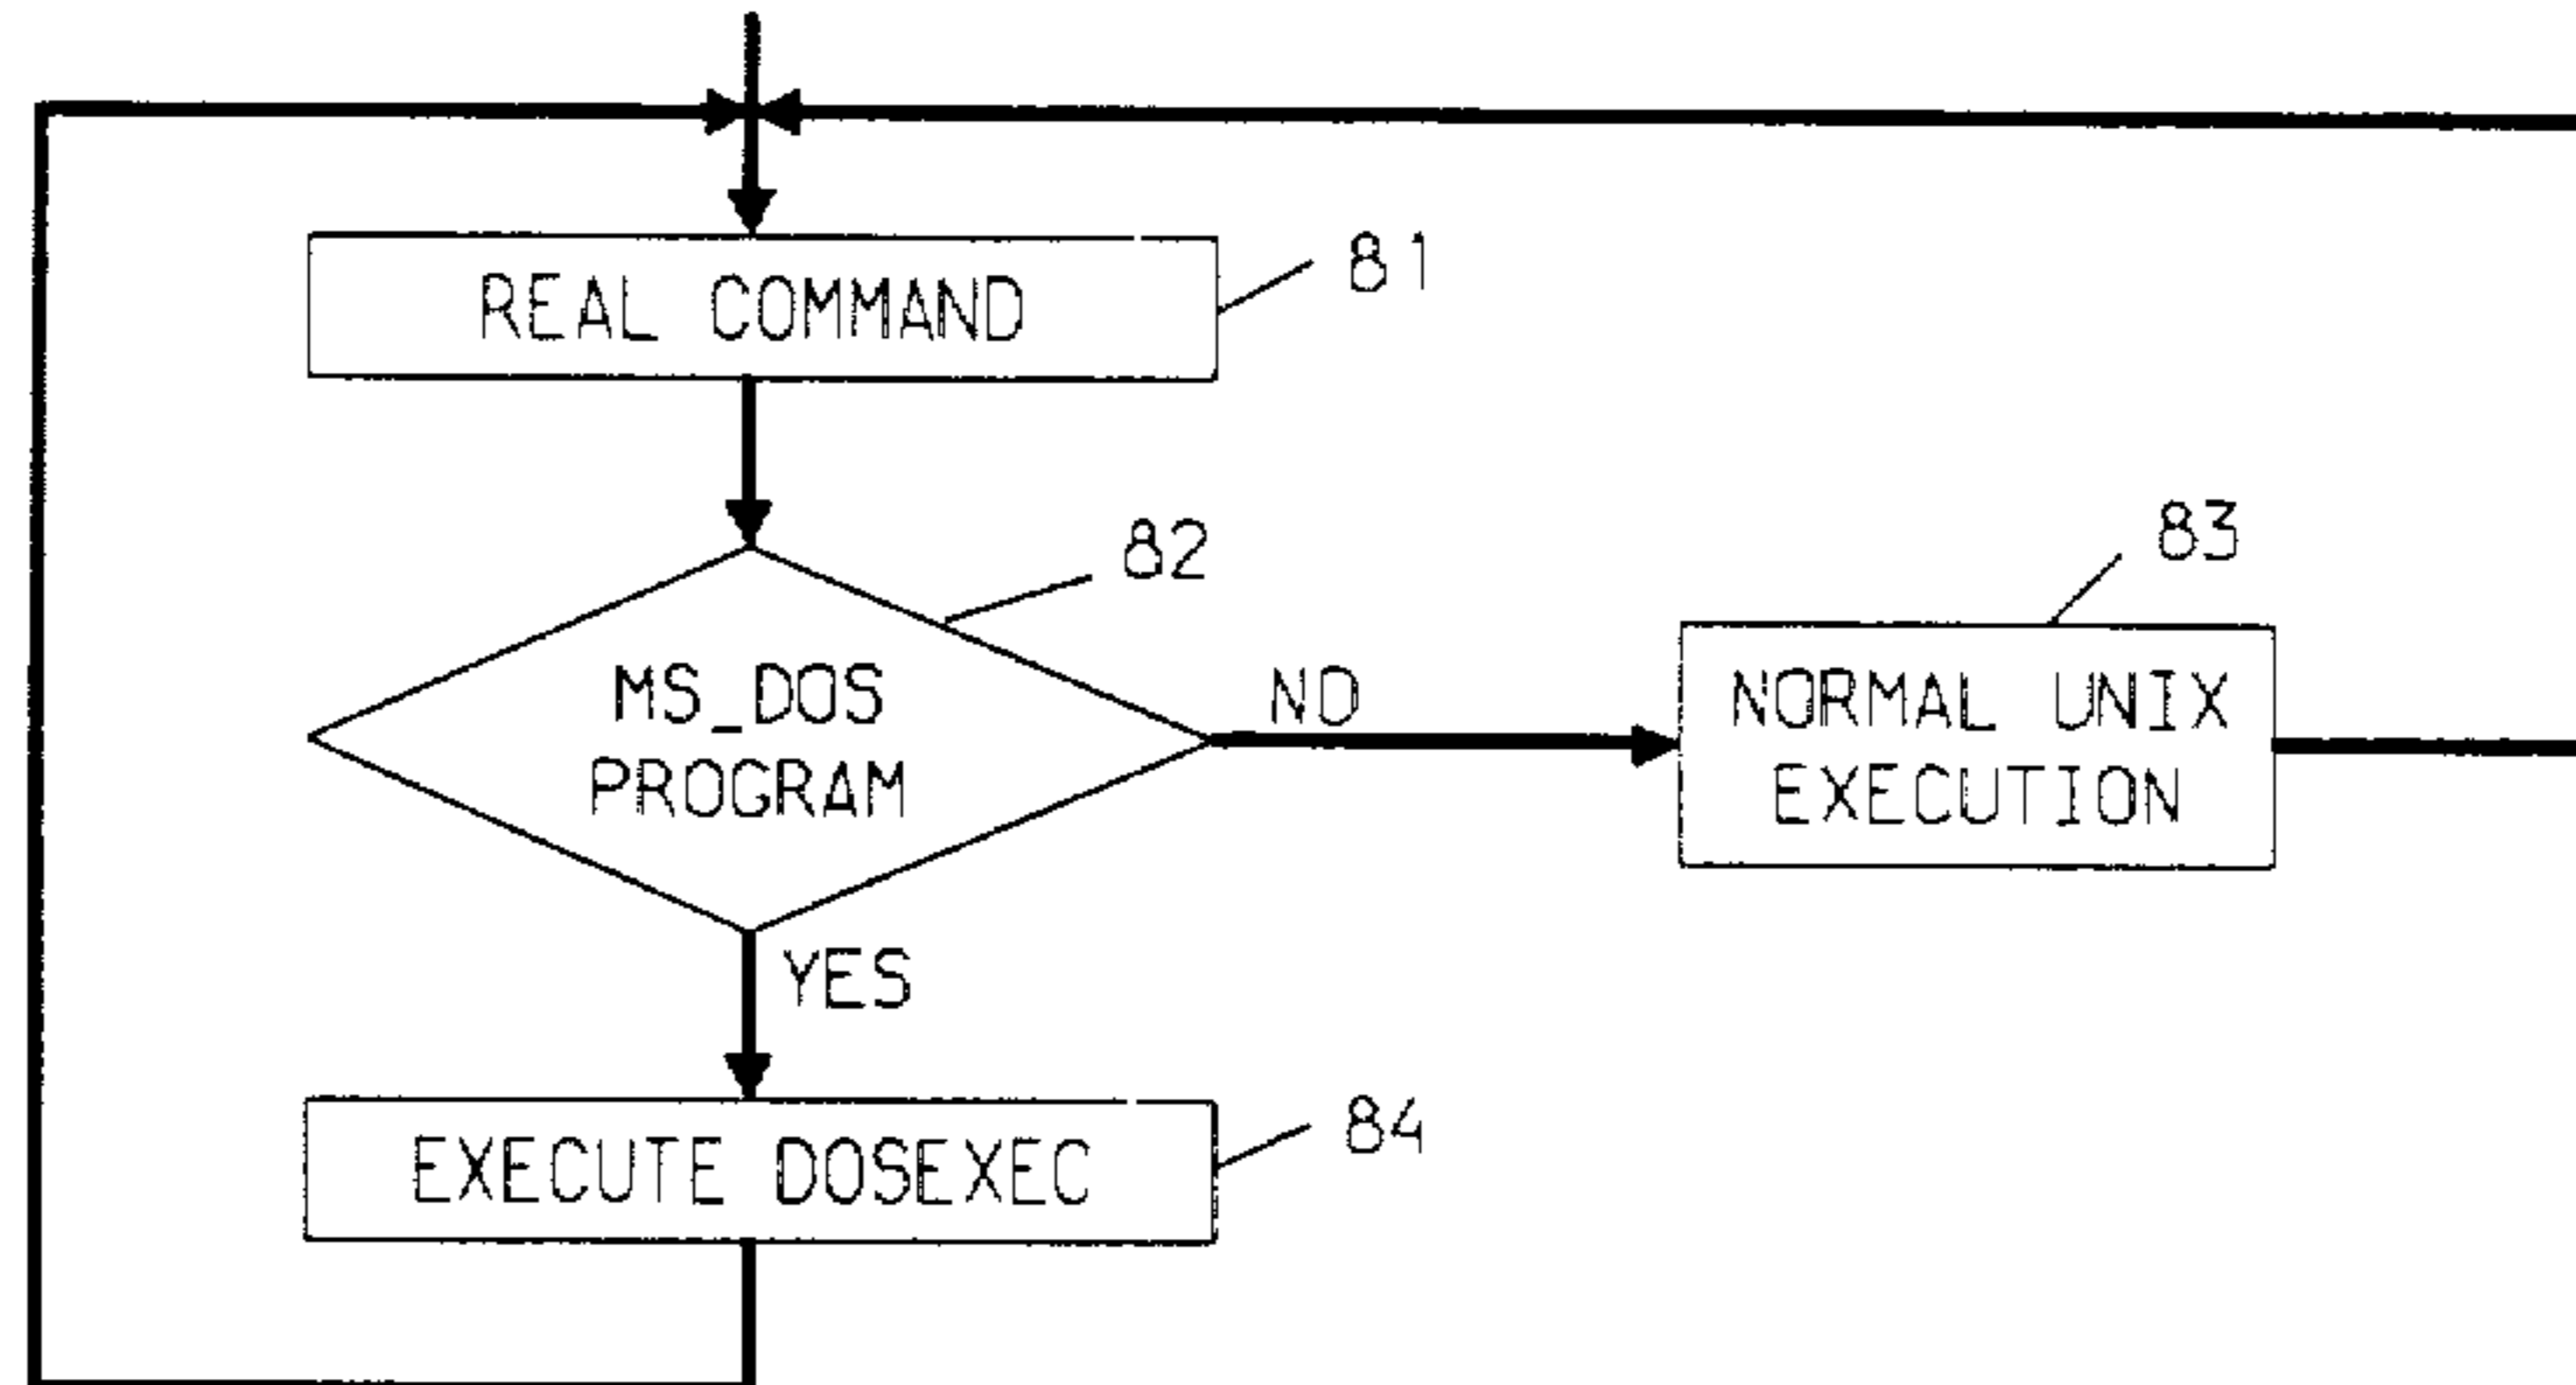 REAL COMMAND
81
82
MS_DOS
PROGRAM
NO
83
NORMAL UNIX
EXECUTION
YES
EXECUTE DOSEXEC
84